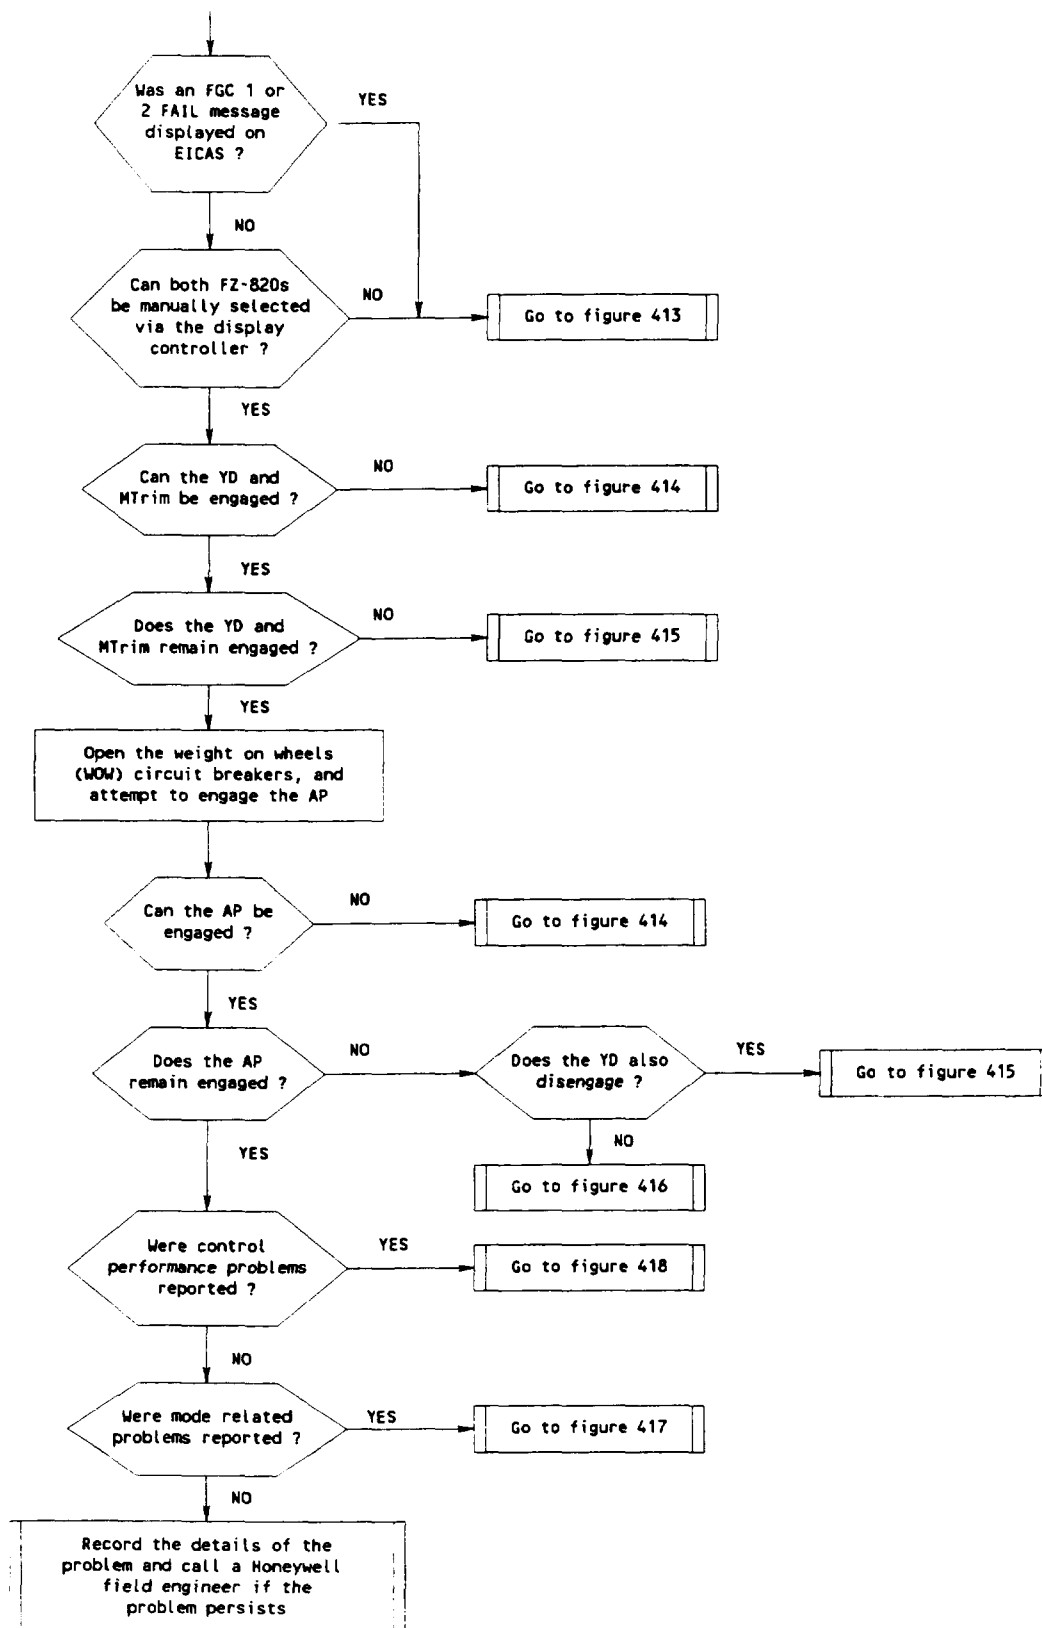 Was an FGC 1 or
2 FAIL message
displayed on
EICAS ?
YES
NO
Can both FZ-820s
be manually selected
via the display
controller ?
NO
Go to figure 413
YES
Can the YD and
MTrim be engaged ?
NO
Go to figure 414
YES
Does the YD and
MTrim remain engaged ?
NO
Go to figure 415
YES
Open the weight on wheels
(WOW) circuit breakers, and
attempt to engage the AP
Can the AP be
engaged ?
NO
Go to figure 414
YES
Does the AP
remain engaged ?
NO
Does the YD also
disengage ?
YES
Go to figure 415
NO
Go to figure 416
YES
Were control
performance problems
reported ?
YES
Go to figure 418
NO
Were mode related
problems reported ?
YES
Go to figure 417
NO
Record the details of the
problem and call a Honeywell
field engineer if the
problem persists